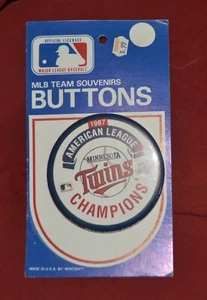 OFFICIAL LICENSEE
MAJOR LEAGUE BASEBALL
MLB TEAM SOUVENIRS
BUTTONS
1987
AMERICAN LEAGUE
MINNESOTA
Twins
CHAMPIONS
MADE IN U.S.A. BY WINCRAFT